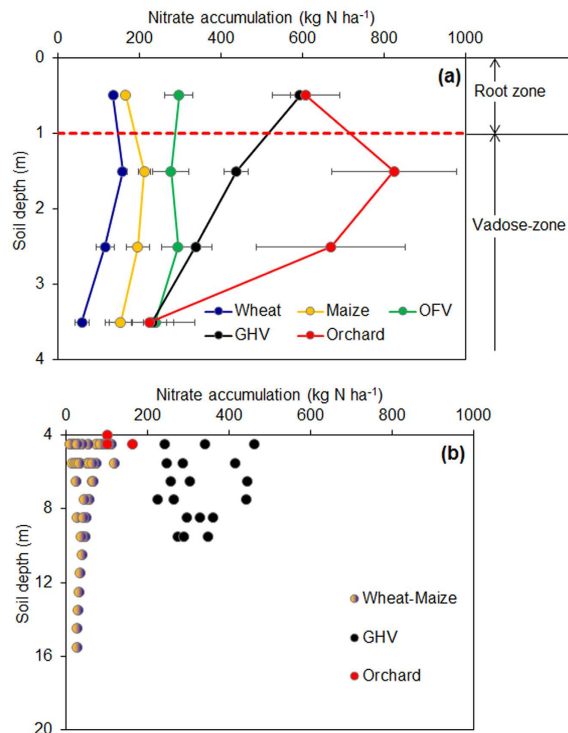 Nitrate accumulation (kg N ha-1)
0 200 400 600 800 1000
0
1
2
3
4
Soil depth (m)
(a)
Root zone
Vadose-zone
Wheat Maize OFV
GHV Orchard
Nitrate accumulation (kg N ha-1)
0 200 400 600 800 1000
4
8
12
16
20
Soil depth (m)
(b)
Wheat-Maize
GHV
Orchard